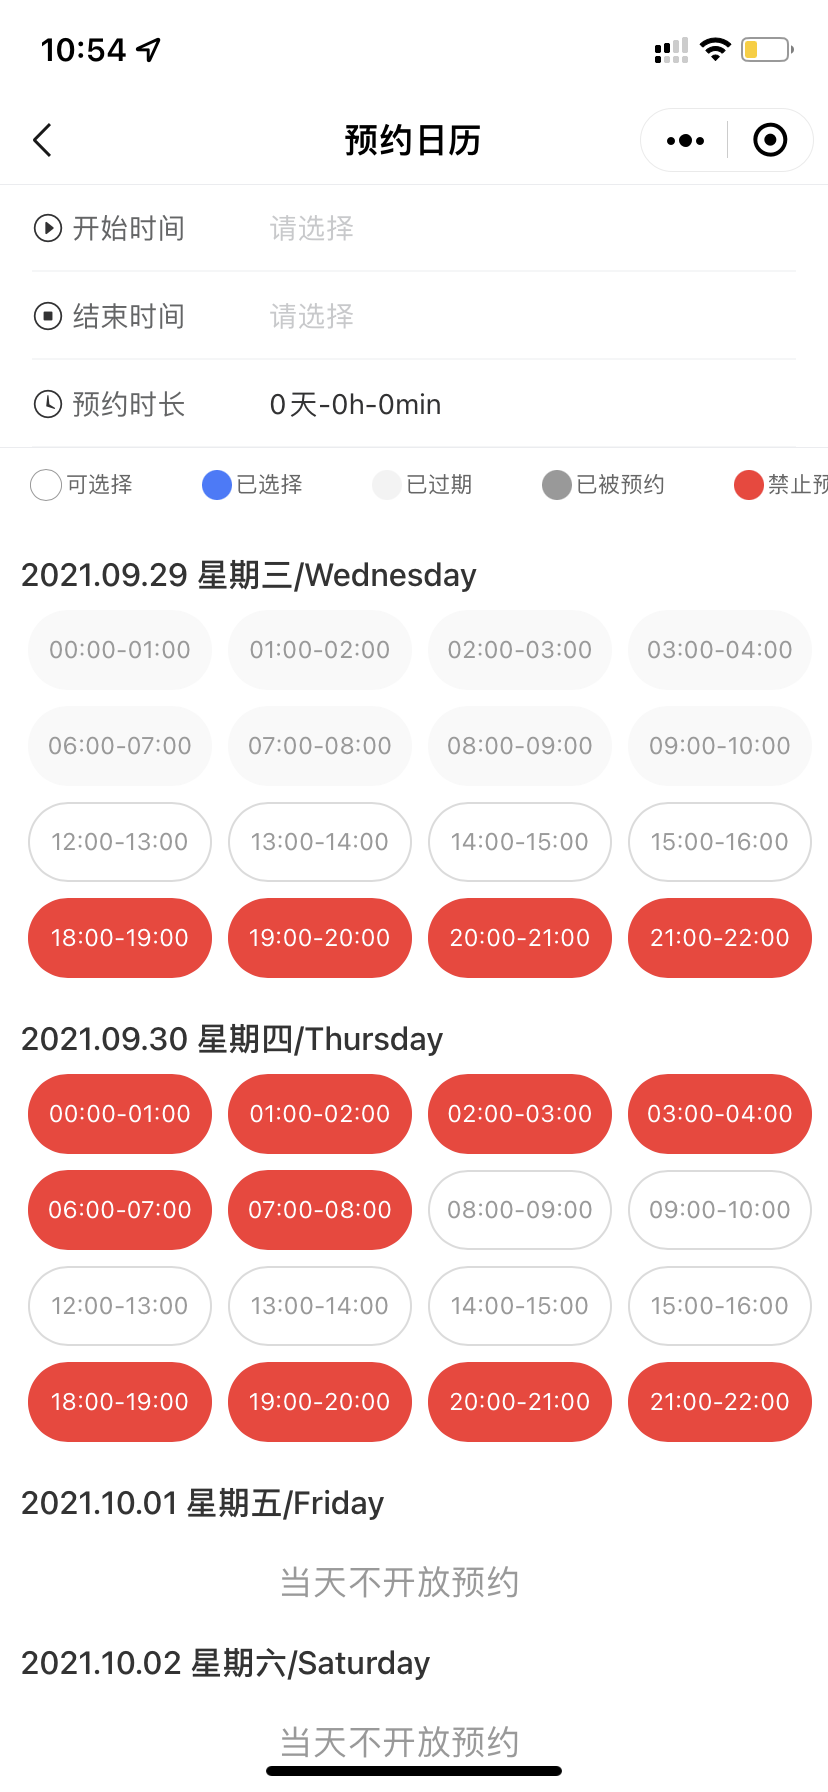 10:54
预约日历
开始时间 请选择
结束时间 请选择
预约时长 0天-0h-0min
可选择 已选择 已过期 已被预约 禁止预
2021.09.29 星期三/Wednesday
00:00-01:00 01:00-02:00 02:00-03:00 03:00-04:00
06:00-07:00 07:00-08:00 08:00-09:00 09:00-10:00
12:00-13:00 13:00-14:00 14:00-15:00 15:00-16:00
18:00-19:00 19:00-20:00 20:00-21:00 21:00-22:00
2021.09.30 星期四/Thursday
00:00-01:00 01:00-02:00 02:00-03:00 03:00-04:00
06:00-07:00 07:00-08:00 08:00-09:00 09:00-10:00
12:00-13:00 13:00-14:00 14:00-15:00 15:00-16:00
18:00-19:00 19:00-20:00 20:00-21:00 21:00-22:00
2021.10.01 星期五/Friday
当天不开放预约
2021.10.02 星期六/Saturday
当天不开放预约